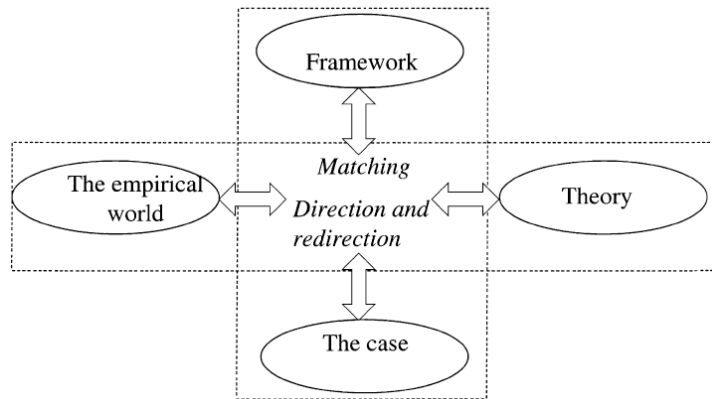 Framework
Matching
The empirical
world
Direction and
redirection
Theory
The case